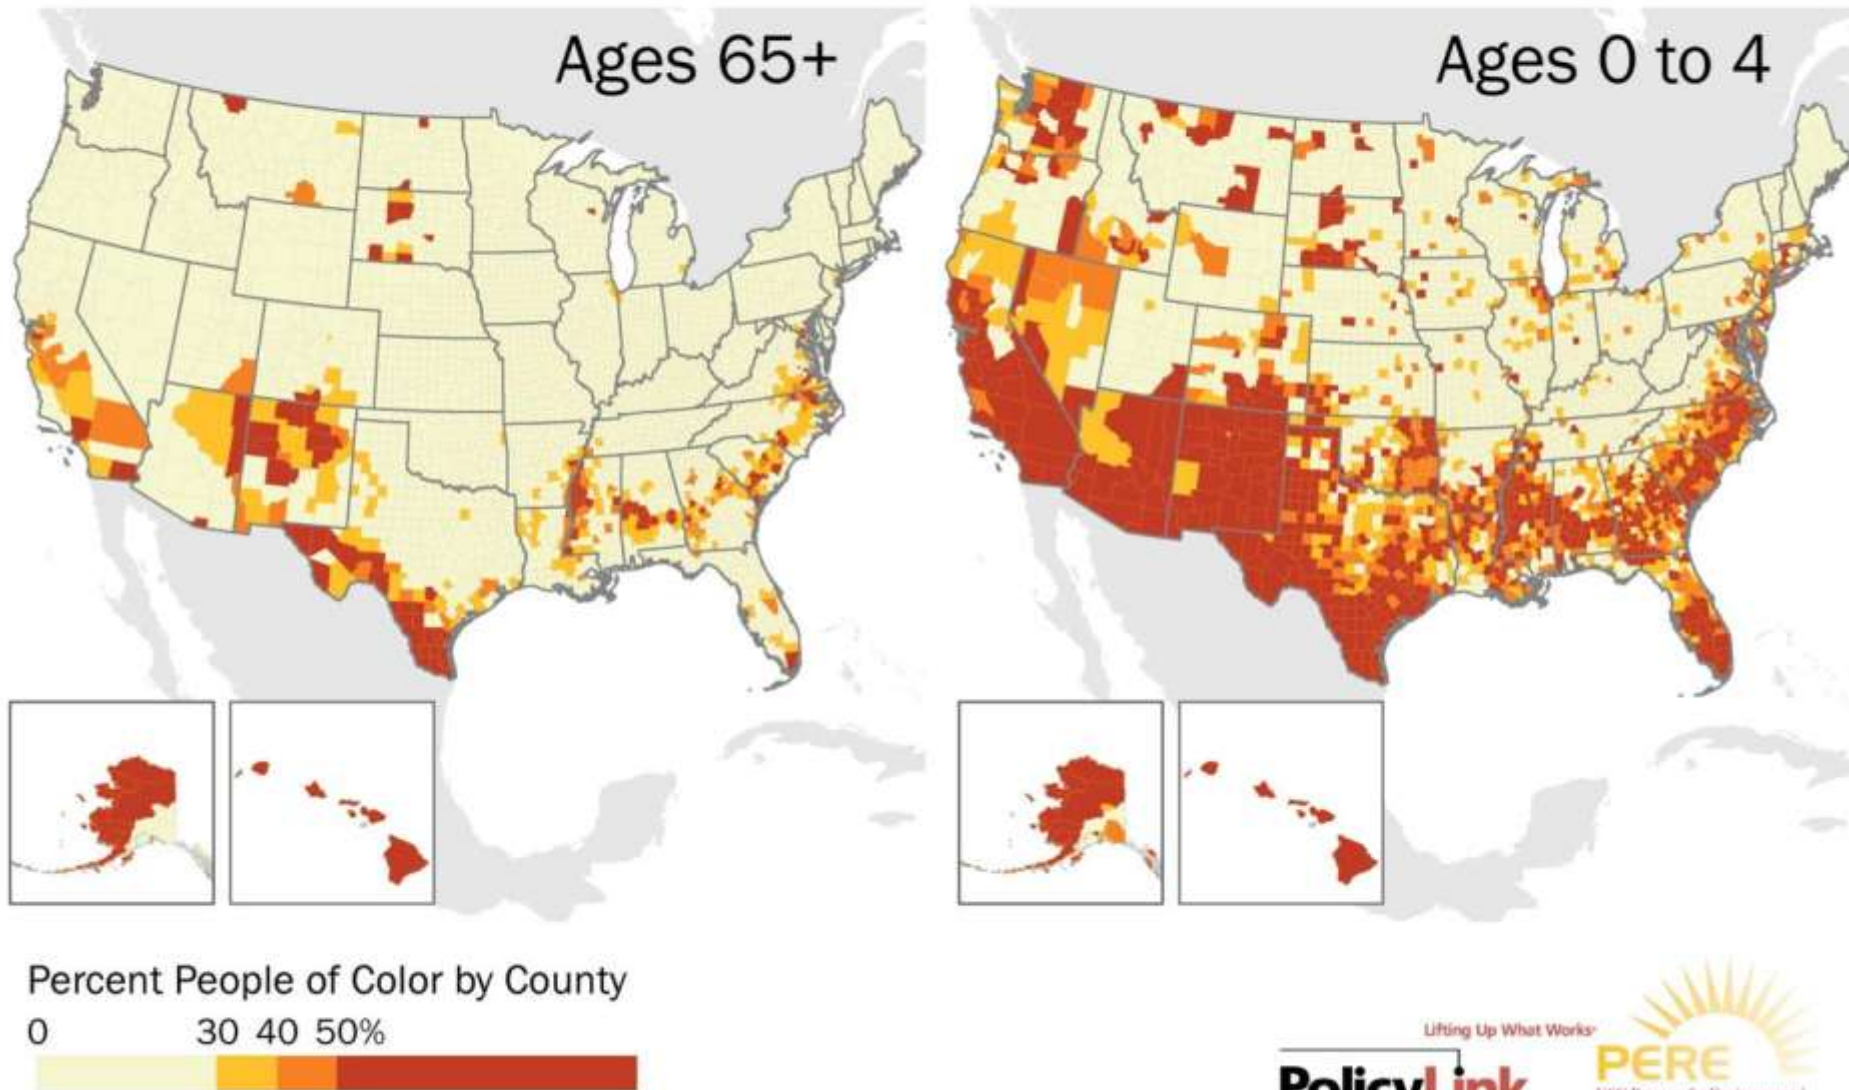 Ages 65+
Ages 0 to 4
Percent People of Color by County
0 30 40 50%
Lifting Up What Works®
PolicyLink
PERE